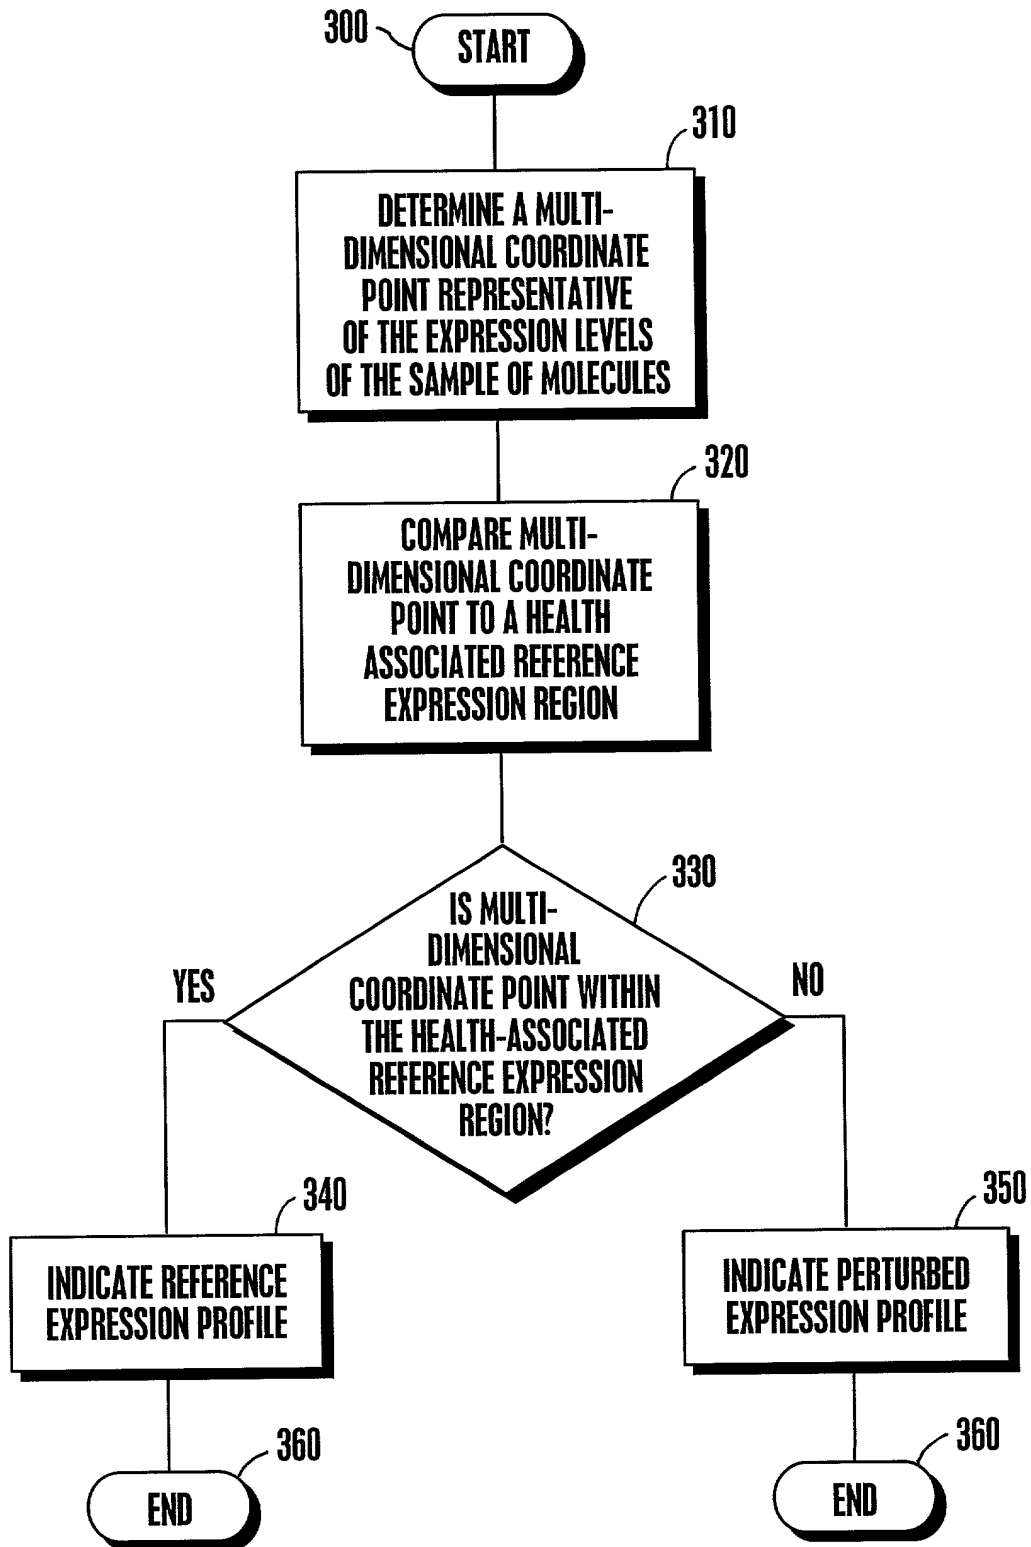 300
START
310
DETERMINE A MULTI-
DIMENSIONAL COORDINATE
POINT REPRESENTATIVE
OF THE EXPRESSION LEVELS
OF THE SAMPLE OF MOLECULES
320
COMPARE MULTI-
DIMENSIONAL COORDINATE
POINT TO A HEALTH
ASSOCIATED REFERENCE
EXPRESSION REGION
330
IS MULTI-
DIMENSIONAL
COORDINATE POINT WITHIN
THE HEALTH-ASSOCIATED
REFERENCE EXPRESSION
REGION?
YES
NO
340
INDICATE REFERENCE
EXPRESSION PROFILE
350
INDICATE PERTURBED
EXPRESSION PROFILE
360
END
360
END